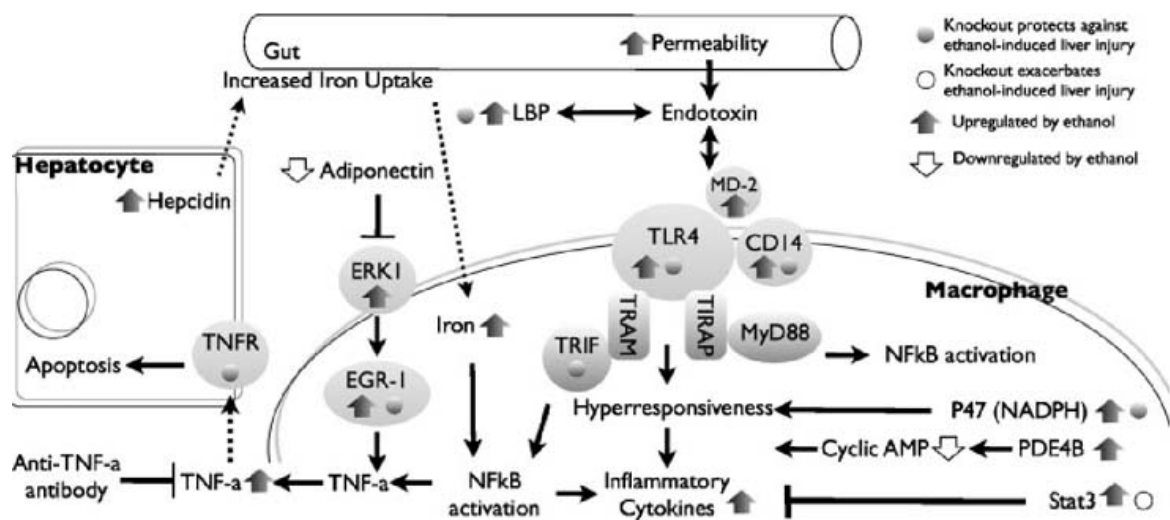 Gut
Permeability
Increased Iron Uptake
LBP
Endotoxin
Knockout protects against
ethanol-induced liver injury
Knockout exacerbates
ethanol-induced liver injury
Upregulated by ethanol
Downregulated by ethanol
Hepatocyte
Hepcidin
Adiponectin
MD-2
TLR4
CD14
Macrophage
ERK1
Iron
TRAM
TIRAP
MyD88
TRIF
NFkB activation
TNFR
Apoptosis
EGR-1
Hyperresponsiveness
P47 (NADPH)
Cyclic AMP
PDE4B
Anti-TNF-a
antibody
TNF-a
TNF-a
NFkB
activation
Inflammatory
Cytokines
Stat3